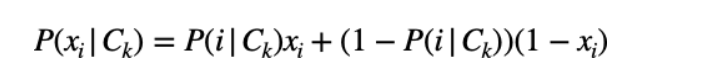 P(xᵢ | Cₖ) = P(i | Cₖ)xᵢ + (1 − P(i | Cₖ))(1 − xᵢ)